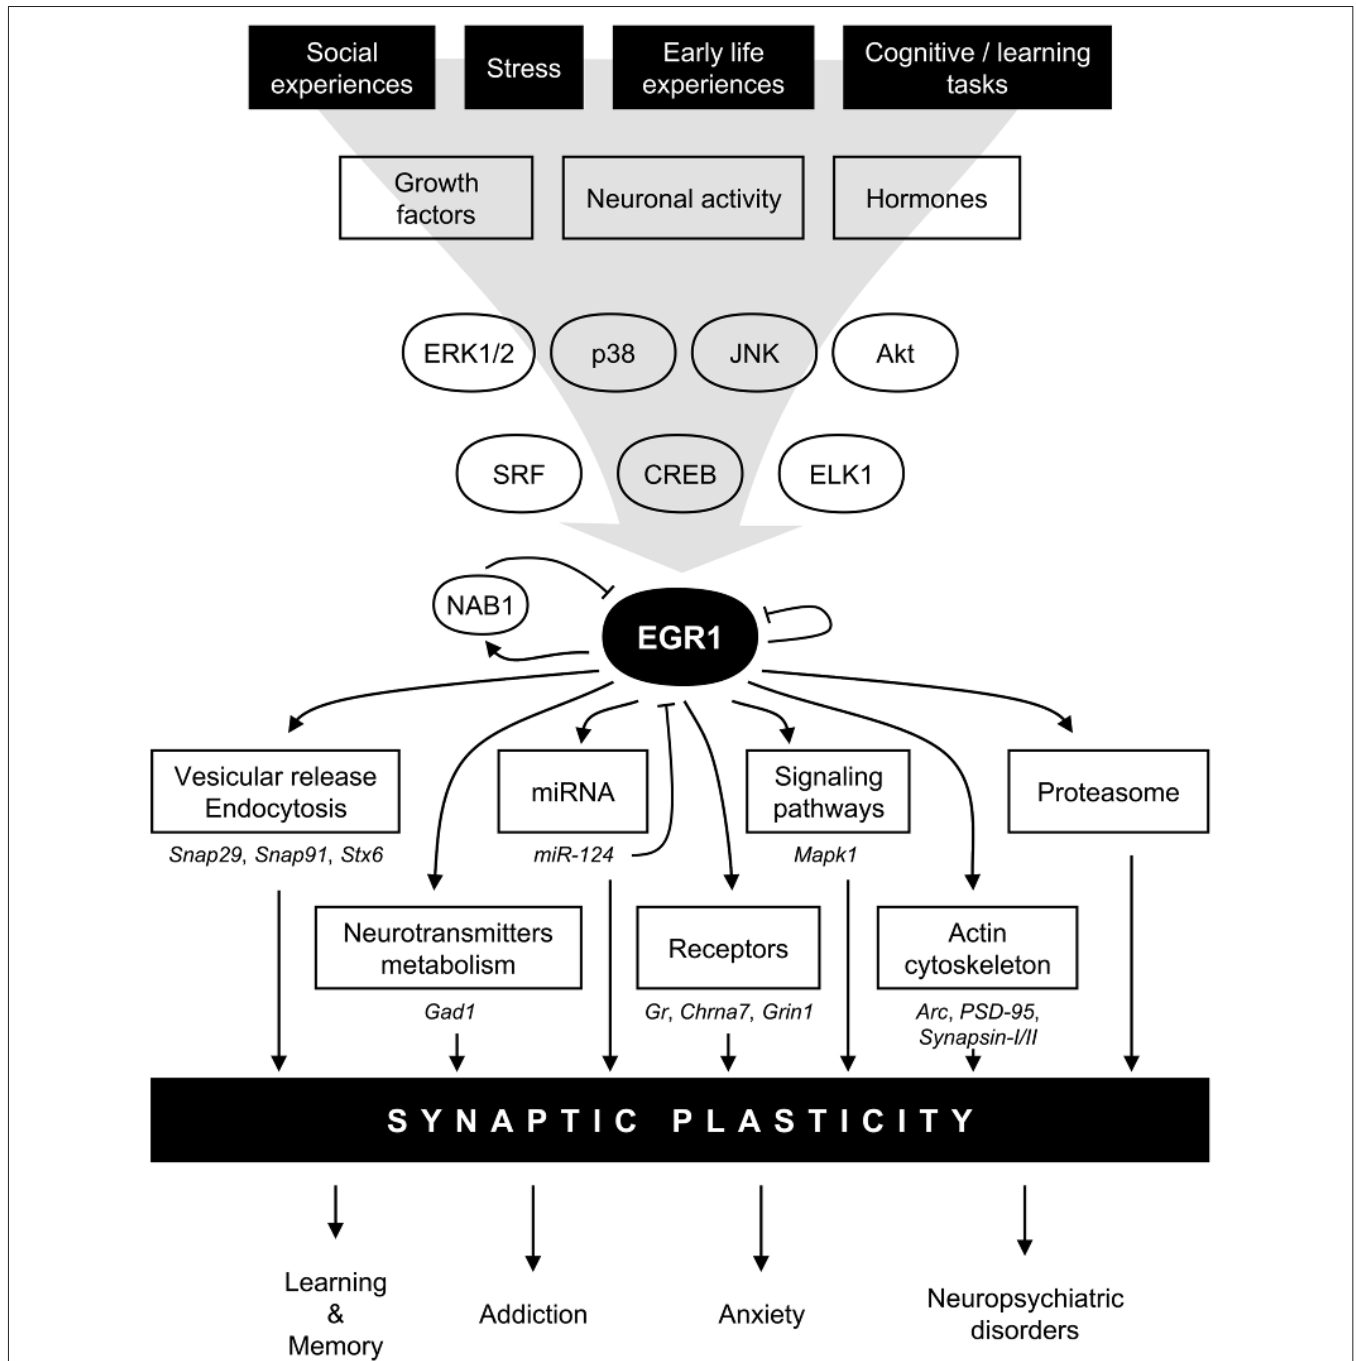 Social
experiences
Stress
Early life
experiences
Cognitive / learning
tasks
Growth
factors
Neuronal activity
Hormones
ERK1/2
p38
JNK
Akt
SRF
CREB
ELK1
NAB1
EGR1
Vesicular release
Endocytosis
Snap29, Snap91, Stx6
miRNA
miR-124
Signaling
pathways
Mapk1
Proteasome
Neurotransmitters
metabolism
Gad1
Receptors
Gr, Chrna7, Grin1
Actin
cytoskeleton
Arc, PSD-95,
Synapsin-I/II
SYNAPTIC PLASTICITY
Learning
&
Memory
Addiction
Anxiety
Neuropsychiatric
disorders